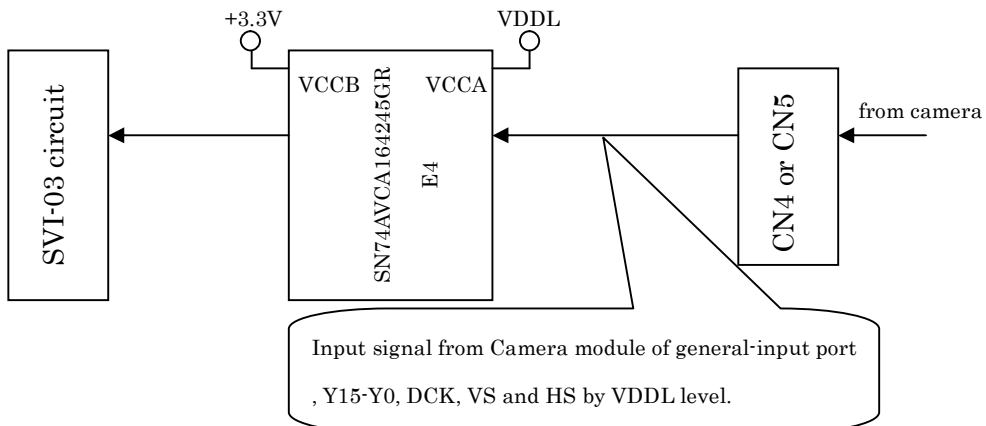 +3.3V
VDDL
VCCB
VCCA
SVI-03 circuit
SN74AVCA164245GR
E4
CN4 or CN5
from camera
Input signal from Camera module of general-input port
, Y15-Y0, DCK, VS and HS by VDDL level.